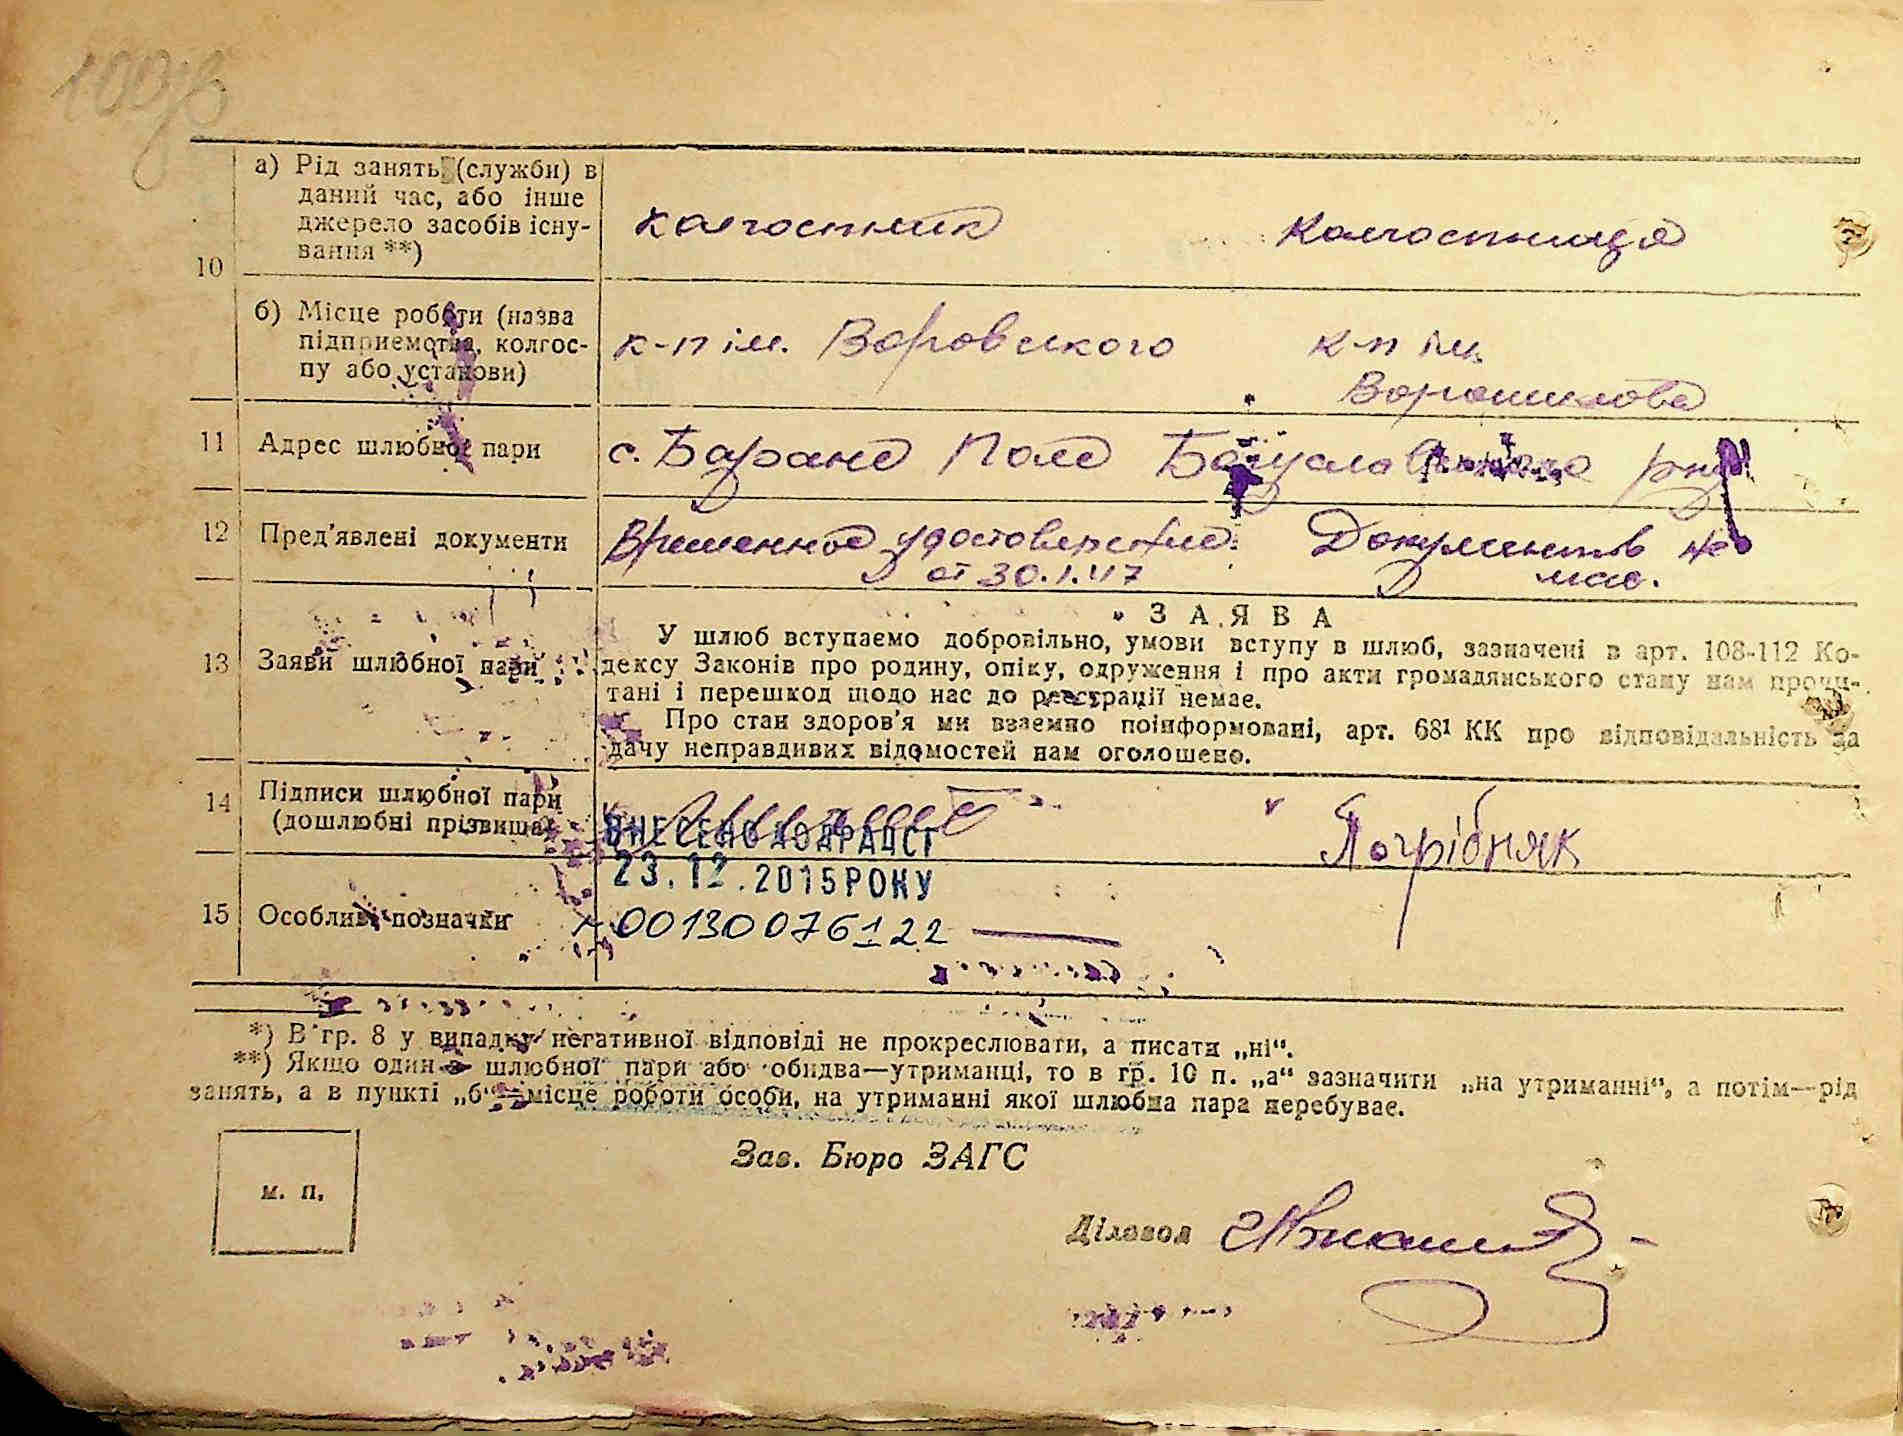 10
а) Рід занять (служби) в
даний час, або інше
джерело засобів існу-
вання **)
колгоспник
колгоспниця
б) Місце роботи (назва
підприємства, колгос-
пу або установи)
к-п ім. Воровського
к-п ім.
Ворошилова
11
Адрес шлюбної пари
с. Баранє Поле Богуславського р-ну
12
Пред'явлені документи
Временное удостоверение
от 30.1.47
Документів не
має.
13
Заяви шлюбної пари
ЗАЯВА
У шлюб вступаємо добровільно, умови вступу в шлюб, зазначені в арт. 108-112 Ко-
дексу Законів про родину, опіку, одруження і про акти громадянського стану нам прочи-
тані і перешкод щодо нас до реєстрації немає.
Про стан здоров'я ми взаємно поінформовані, арт. 68¹ КК про відповідальність за
дачу неправдивих відомостей нам оголошено.
14
Підписи шлюбної пари
(дошлюбні прізвища)
v Погрібняк
ВНЕСЕНО ДО ДРАЦСГ
23.12.2015 РОКУ
15
Особливі позначки
00130076122
*) В гр. 8 у випадку негативної відповіді не прокреслювати, а писати „ні“.
**) Якщо один з шлюбної пари або обидва—утриманці, то в гр. 10 п. „а“ зазначити „на утриманні“, а потім—рід
занять, а в пункті „б“—місце роботи особи, на утриманні якої шлюбна пара перебуває.
Зав. Бюро ЗАГС
м. п.
Діловод